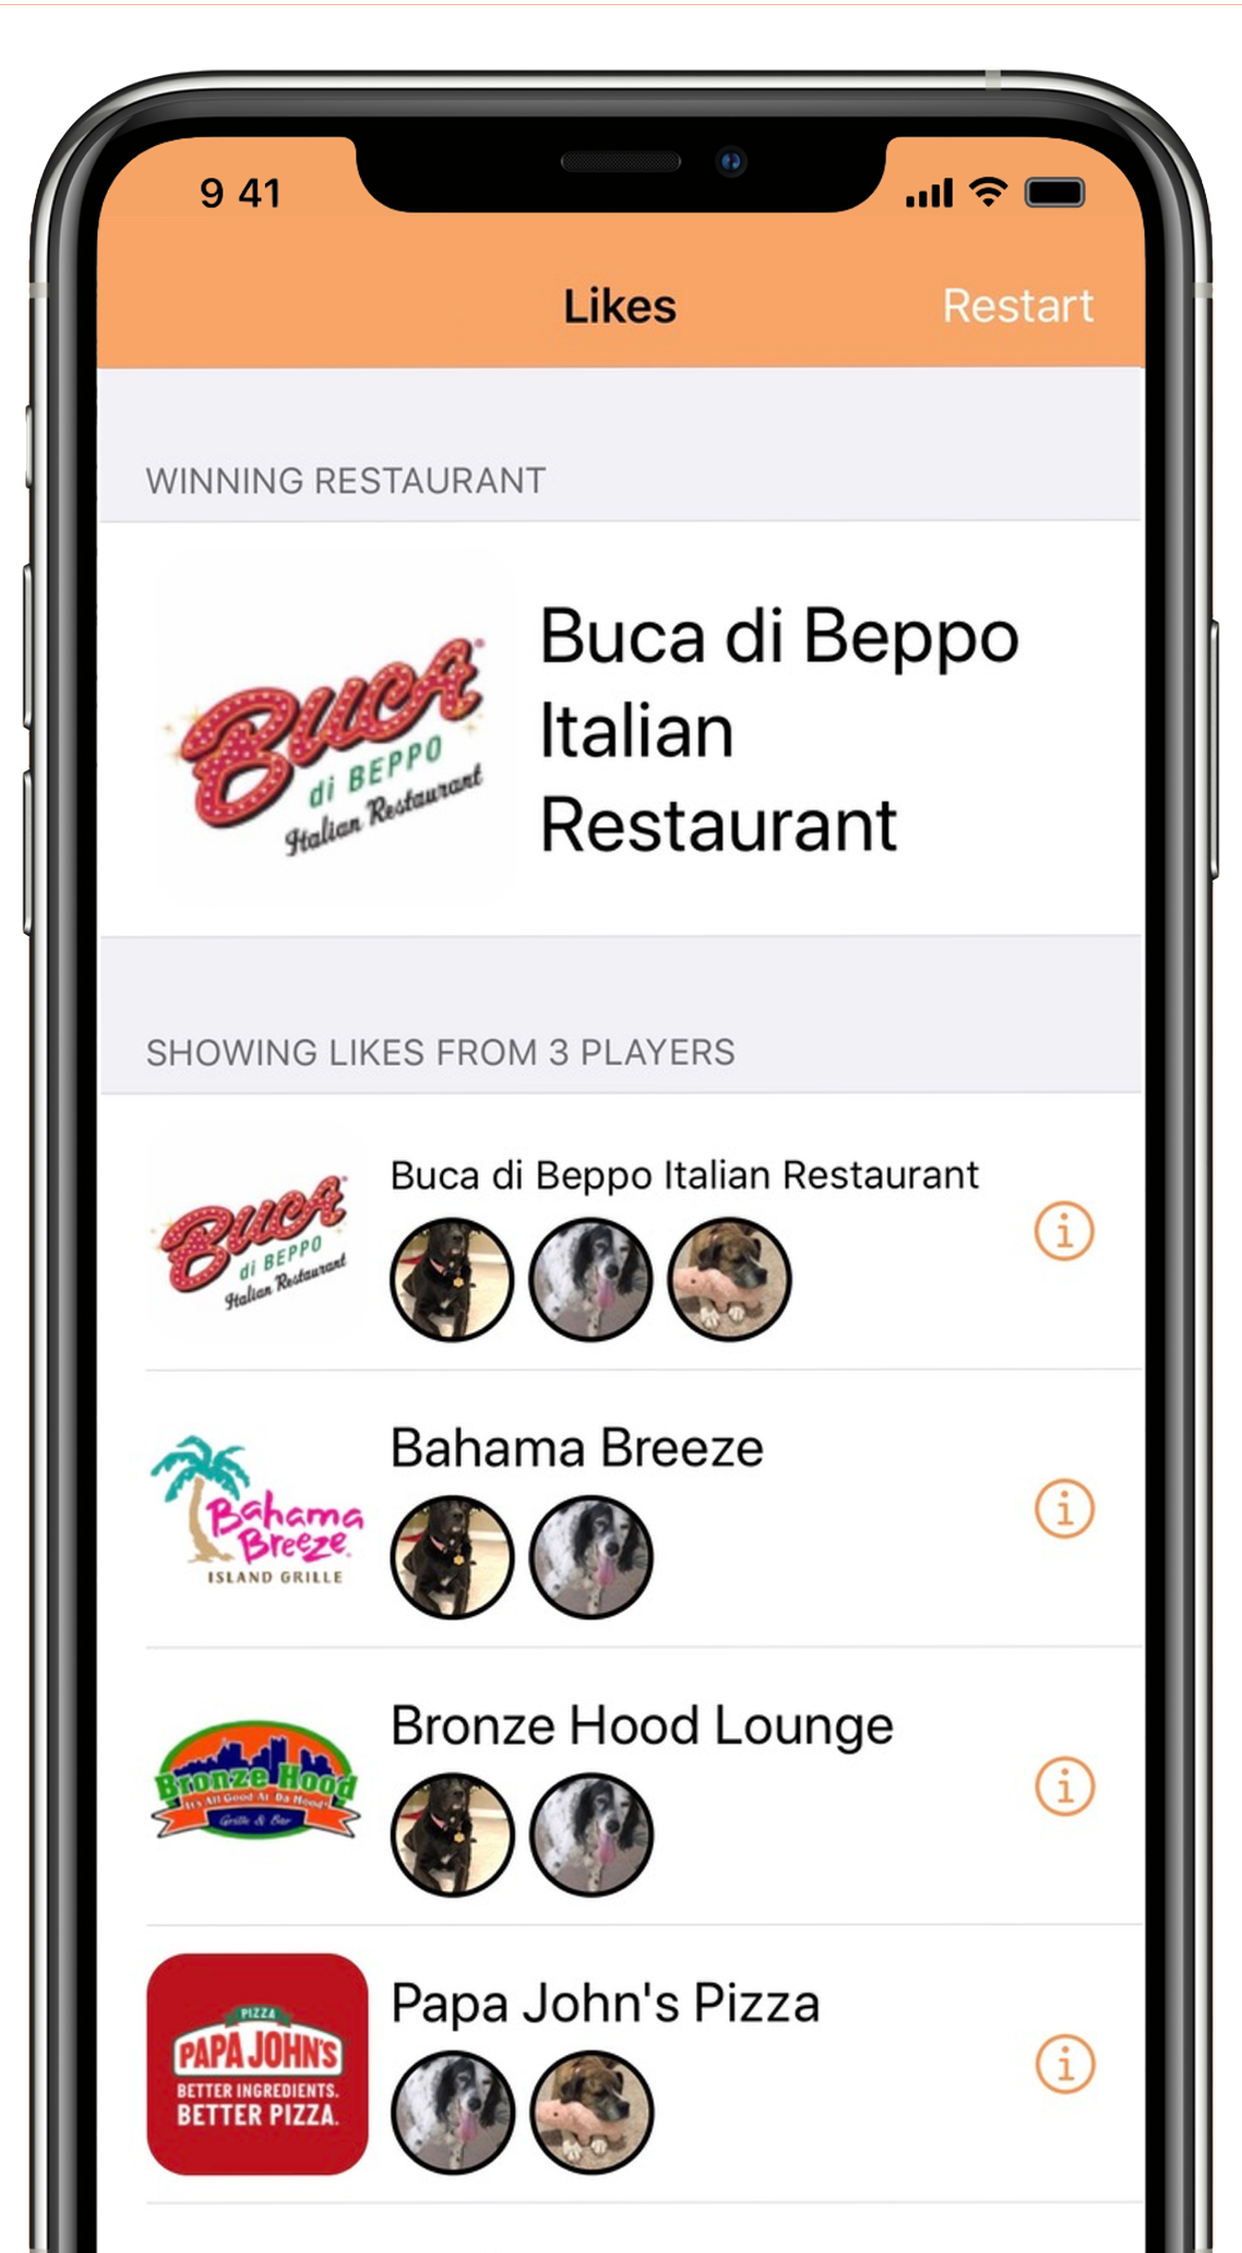 9 41
Likes
Restart
WINNING RESTAURANT
BUCA
di BEPPO
Italian Restaurant
Buca di Beppo
Italian
Restaurant
SHOWING LIKES FROM 3 PLAYERS
BUCA
di BEPPO
Italian Restaurant
Buca di Beppo Italian Restaurant
Bahama
Breeze
ISLAND GRILLE
Bahama Breeze
Bronze Hood
It's All Good At Da Hood
Grille & Bar
Bronze Hood Lounge
PIZZA
PAPA JOHN'S
BETTER INGREDIENTS.
BETTER PIZZA.
Papa John's Pizza